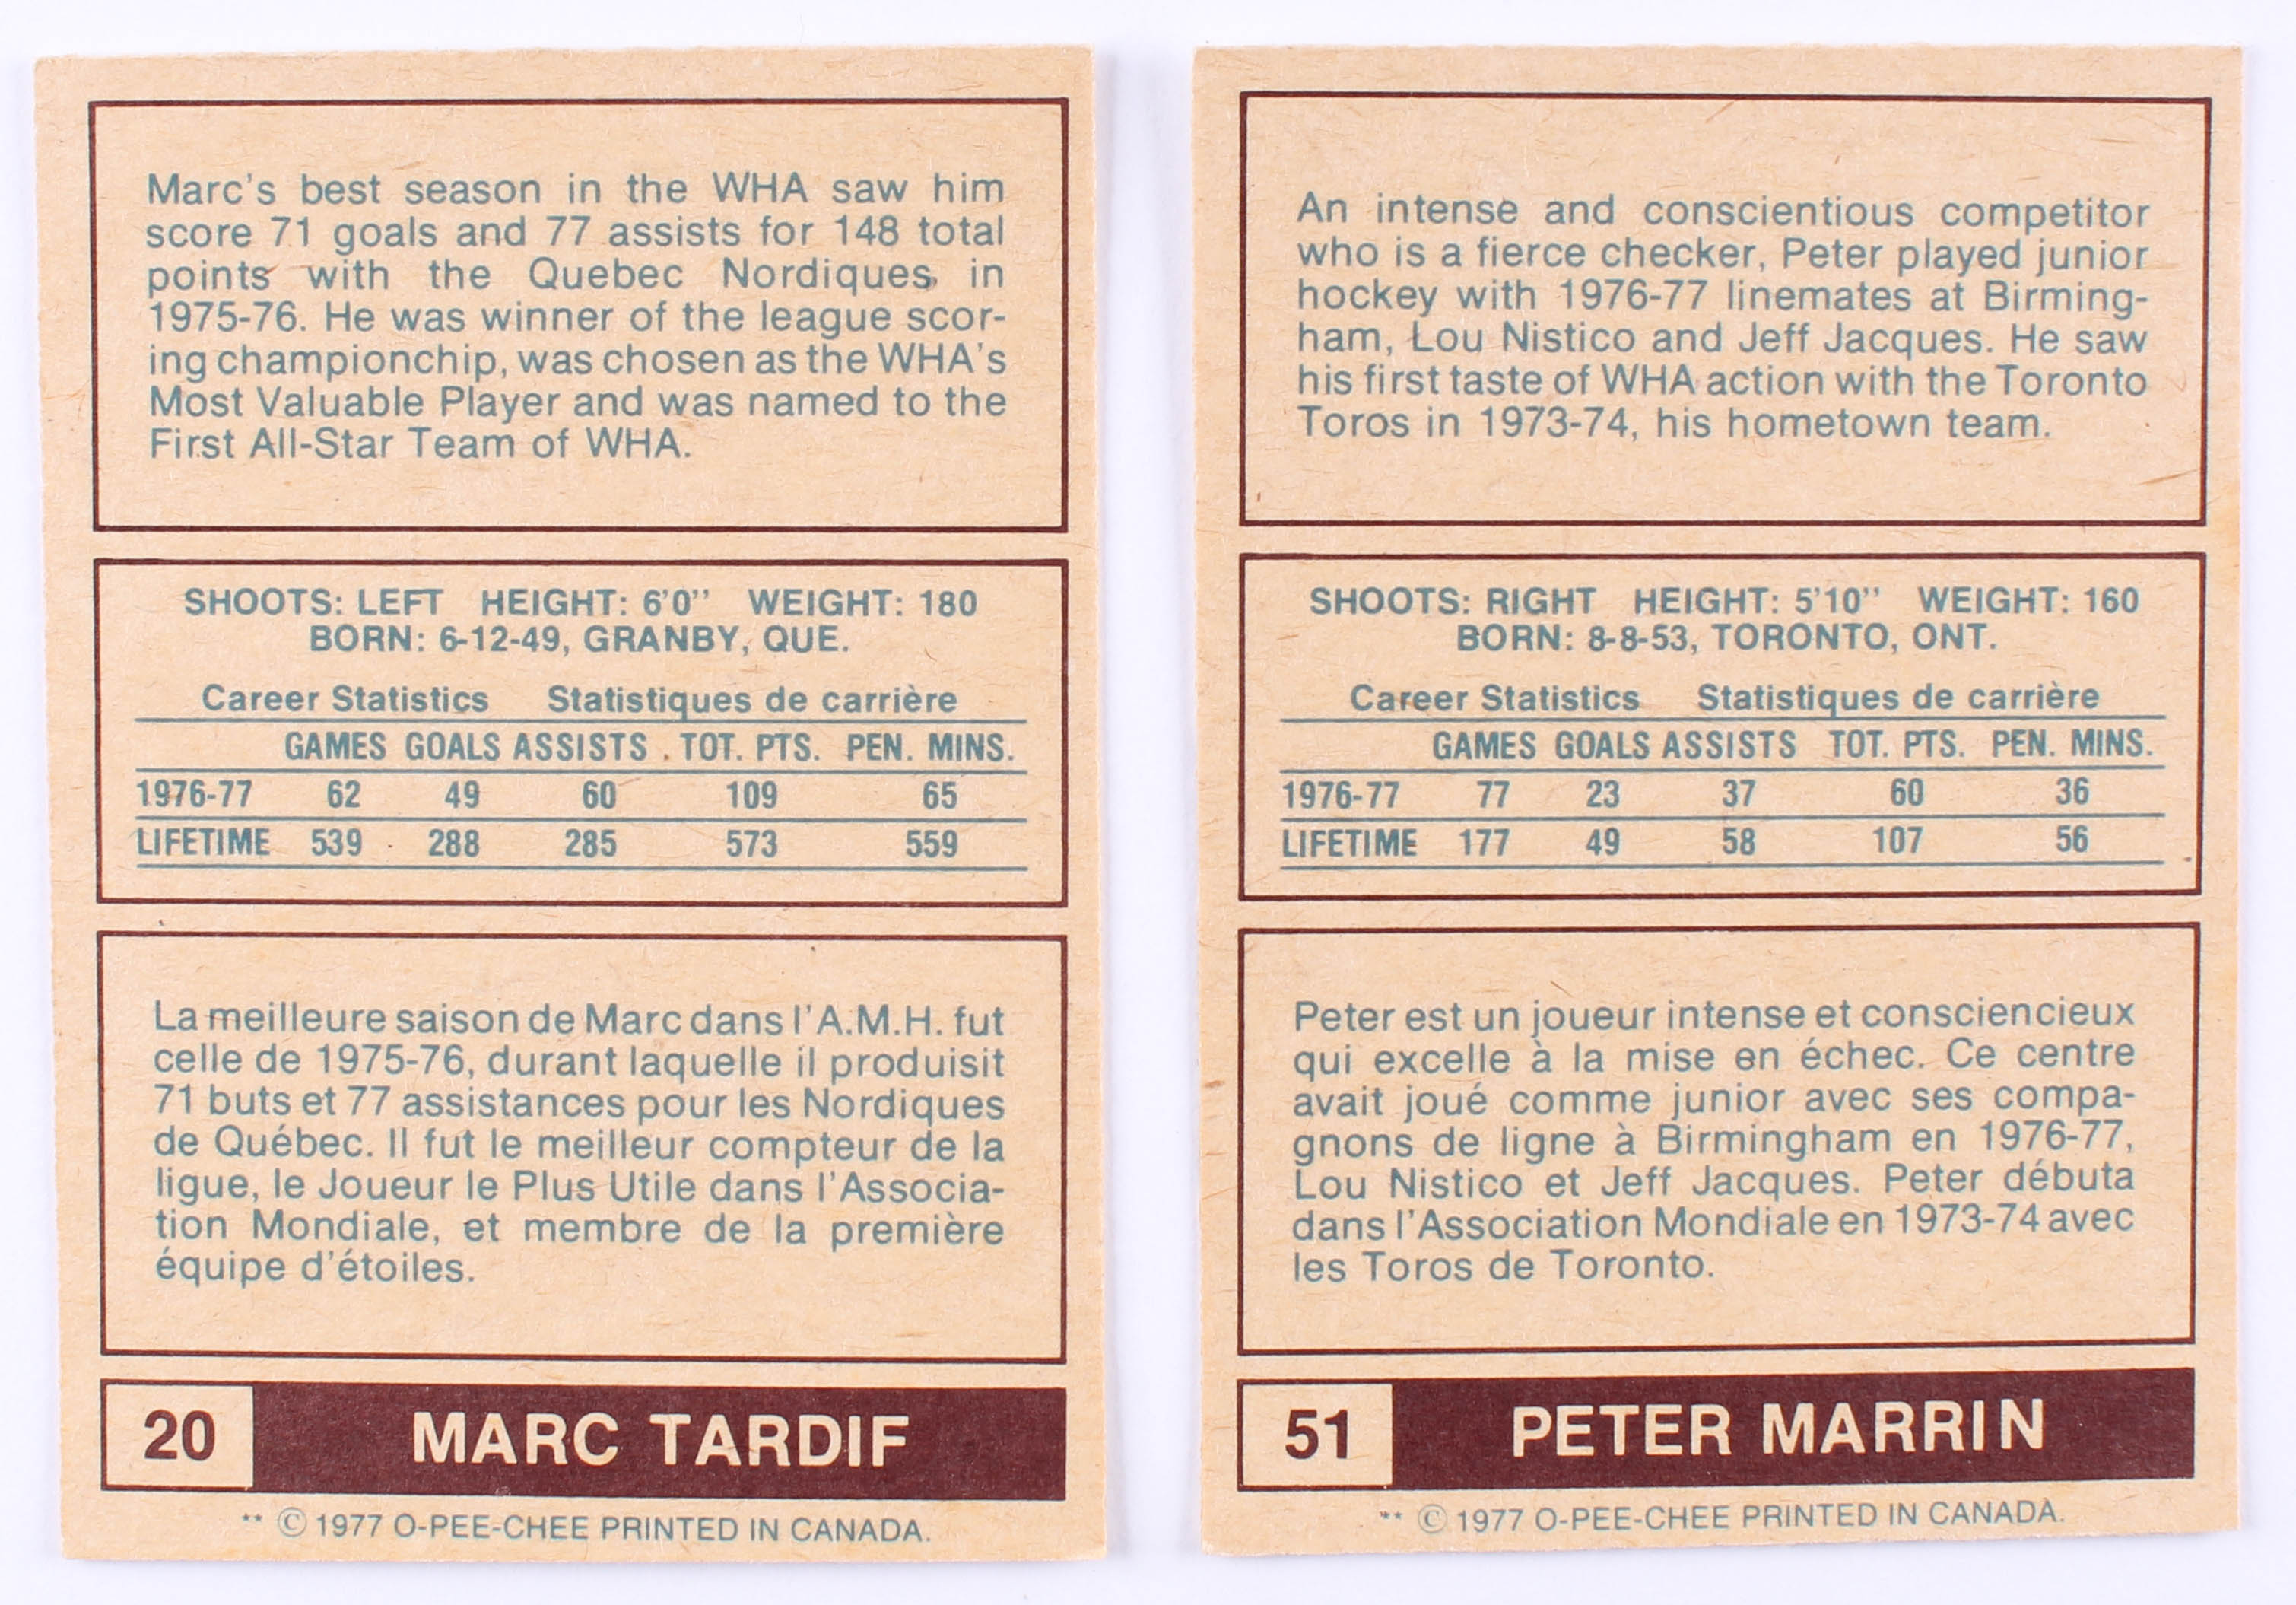 Marc's best season in the WHA saw him
score 71 goals and 77 assists for 148 total
points with the Quebec Nordiques in
1975-76. He was winner of the league scor-
ing championchip, was chosen as the WHA's
Most Valuable Player and was named to the
First All-Star Team of WHA.
SHOOTS: LEFT HEIGHT: 6'0" WEIGHT: 180
BORN: 6-12-49, GRANBY, QUE.
Career Statistics Statistiques de carrière
GAMES GOALS ASSISTS TOT. PTS. PEN. MINS.
1976-77 62 49 60 109 65
LIFETIME 539 288 285 573 559
La meilleure saison de Marc dans l'A.M.H. fut
celle de 1975-76, durant laquelle il produisit
71 buts et 77 assistances pour les Nordiques
de Québec. Il fut le meilleur compteur de la
ligue, le Joueur le Plus Utile dans l'Associa-
tion Mondiale, et membre de la première
équipe d'étoiles.
20 MARC TARDIF
** © 1977 O-PEE-CHEE PRINTED IN CANADA.
An intense and conscientious competitor
who is a fierce checker, Peter played junior
hockey with 1976-77 linemates at Birming-
ham, Lou Nistico and Jeff Jacques. He saw
his first taste of WHA action with the Toronto
Toros in 1973-74, his hometown team.
SHOOTS: RIGHT HEIGHT: 5'10" WEIGHT: 160
BORN: 8-8-53, TORONTO, ONT.
Career Statistics Statistiques de carrière
GAMES GOALS ASSISTS TOT. PTS. PEN. MINS.
1976-77 77 23 37 60 36
LIFETIME 177 49 58 107 56
Peter est un joueur intense et consciencieux
qui excelle à la mise en échec. Ce centre
avait joué comme junior avec ses compa-
gnons de ligne à Birmingham en 1976-77,
Lou Nistico et Jeff Jacques. Peter débuta
dans l'Association Mondiale en 1973-74 avec
les Toros de Toronto.
51 PETER MARRIN
** © 1977 O-PEE-CHEE PRINTED IN CANADA.